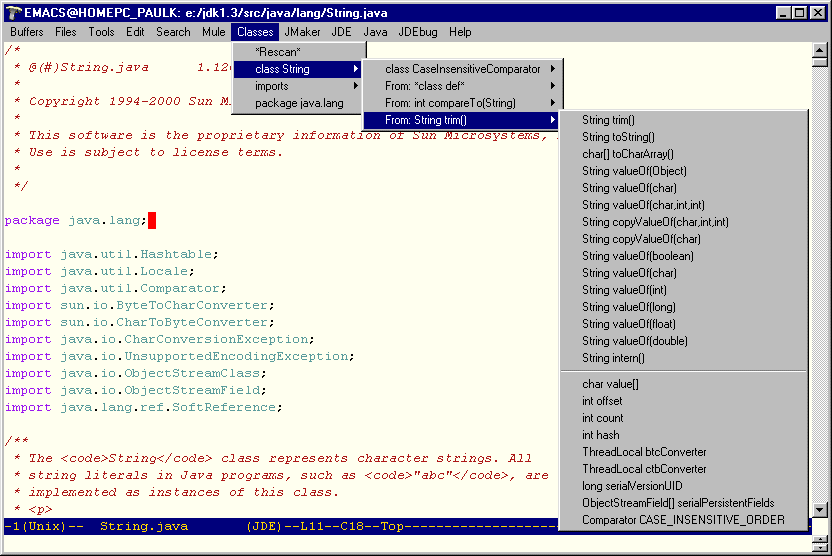 EMACS@HOMEPC_PAULK: e:/jdk1.3/src/java/lang/String.java
Buffers Files Tools Edit Search Mule Classes JMaker JDE Java JDEbug Help
*Rescan*
class String
imports
package java.lang
class CaseInsensitiveComparator
From: *class def*
From: int compareTo(String)
From: String trim()
String trim()
String toString()
char[] toCharArray()
String valueOf(Object)
String valueOf(char)
String valueOf(char,int,int)
String copyValueOf(char,int,int)
String copyValueOf(char)
String valueOf(boolean)
String valueOf(char)
String valueOf(int)
String valueOf(long)
String valueOf(float)
String valueOf(double)
String intern()
char value[]
int offset
int count
int hash
ThreadLocal btcConverter
ThreadLocal ctbConverter
long serialVersionUID
ObjectStreamField[] serialPersistentFields
Comparator CASE_INSENSITIVE_ORDER
/*
* @(#)String.java
*
* Copyright 1994-2000 Sun
*
* This software is the proprietary information of Sun Microsystems,
* Use is subject to license terms.
*
*/
package java.lang;
import java.util.Hashtable;
import java.util.Locale;
import java.util.Comparator;
import sun.io.ByteToCharConverter;
import sun.io.CharToByteConverter;
import java.io.CharConversionException;
import java.io.UnsupportedEncodingException;
import java.io.ObjectStreamClass;
import java.io.ObjectStreamField;
import java.lang.ref.SoftReference;
/**
* The <code>String</code> class represents character strings. All
* string literals in Java programs, such as <code>"abc"</code>, are
* implemented as instances of this class.
* <p>
-1(Unix)-- String.java (JDE)--L11--C18--Top-------------------